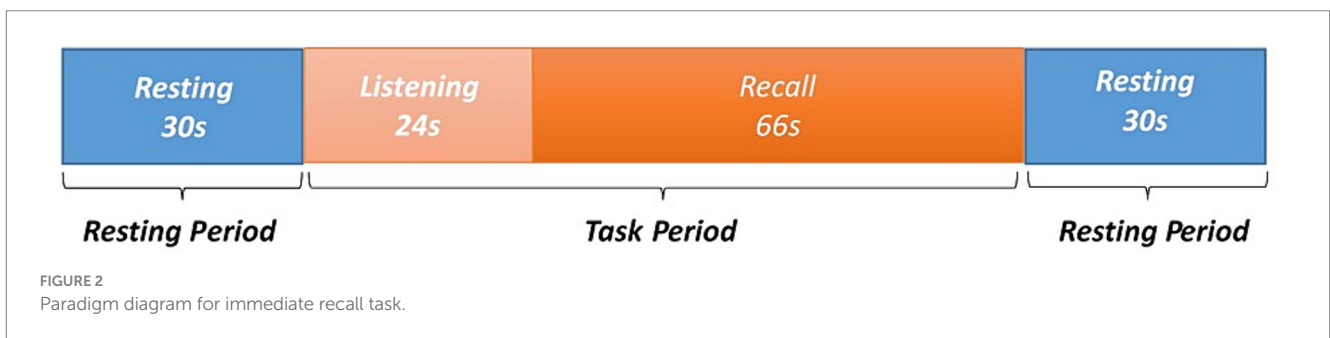 Resting
30s
Listening
24s
Recall
66s
Resting
30s
Resting Period
Task Period
Resting Period
FIGURE 2
Paradigm diagram for immediate recall task.